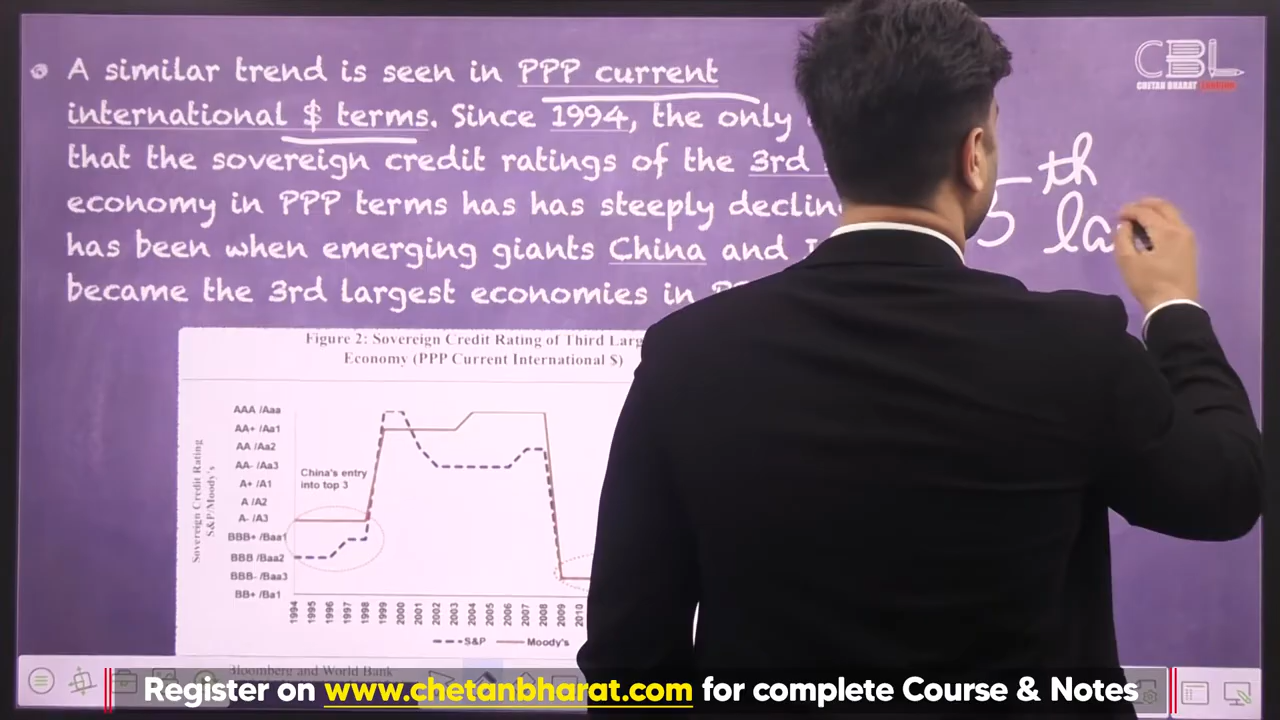 A similar trend is seen in PPP current
international $ terms. Since 1994, the only
that the sovereign credit ratings of the 3rd
economy in PPP terms has has steeply
has been when emerging giants China and
became the 3rd largest economies in
CBL
CHETAN BHARAT LEARNING
5th
la
Figure 2: Sovereign Credit Rating of Third
Economy (PPP Current International $)
Sovereign Credit Rating
S&P/Moody's
AAA /Aaa
AA+ /Aa1
AA /Aa2
AA- /Aa3
A+ /A1
A /A2
A- /A3
BBB+ /Baa1
BBB /Baa2
BBB- /Baa3
BB+ /Ba1
China's entry
into top 3
1994 1995 1996 1997 1998 1999 2000 2001 2002 2003 2004 2005 2006 2007 2008 2009 2010
S&P Moody's
Bloomberg and World Bank
Register on www.chetanbharat.com for complete Course & Notes